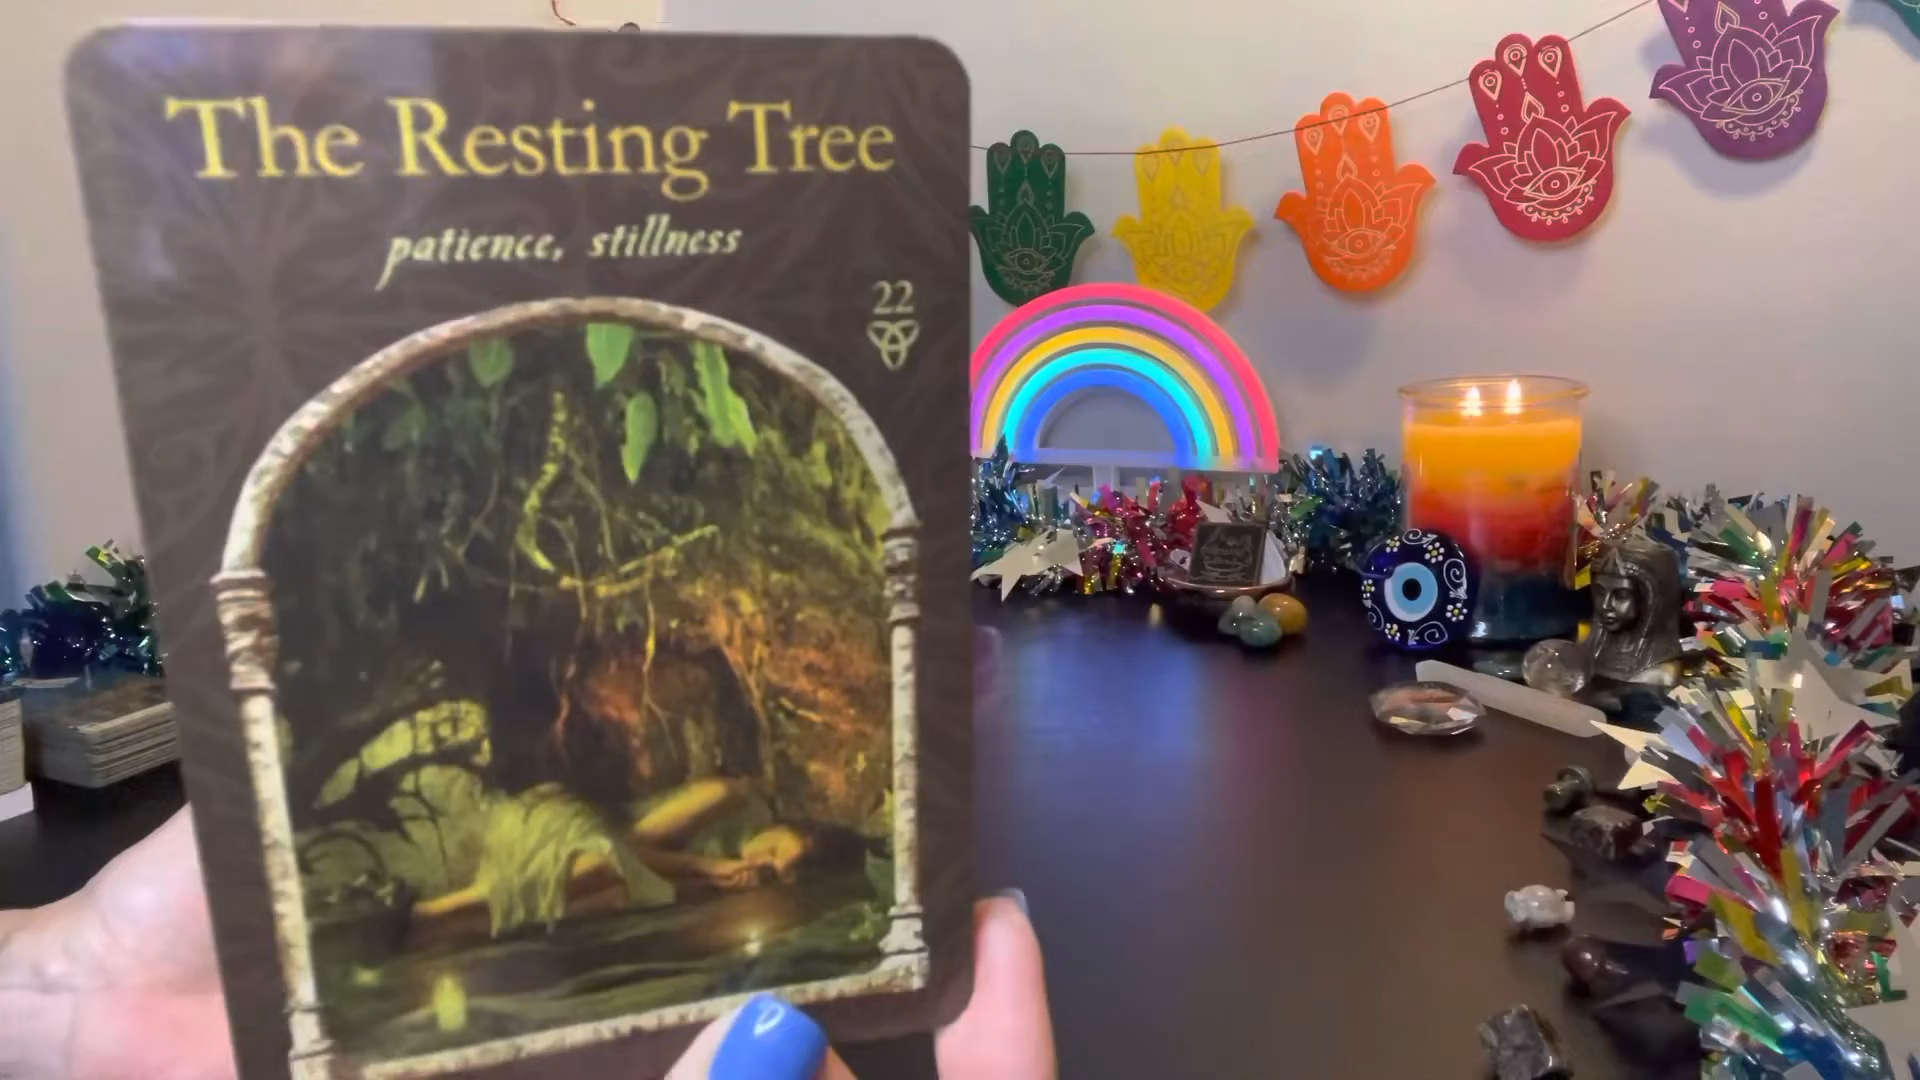 The Resting Tree
patience, stillness
22